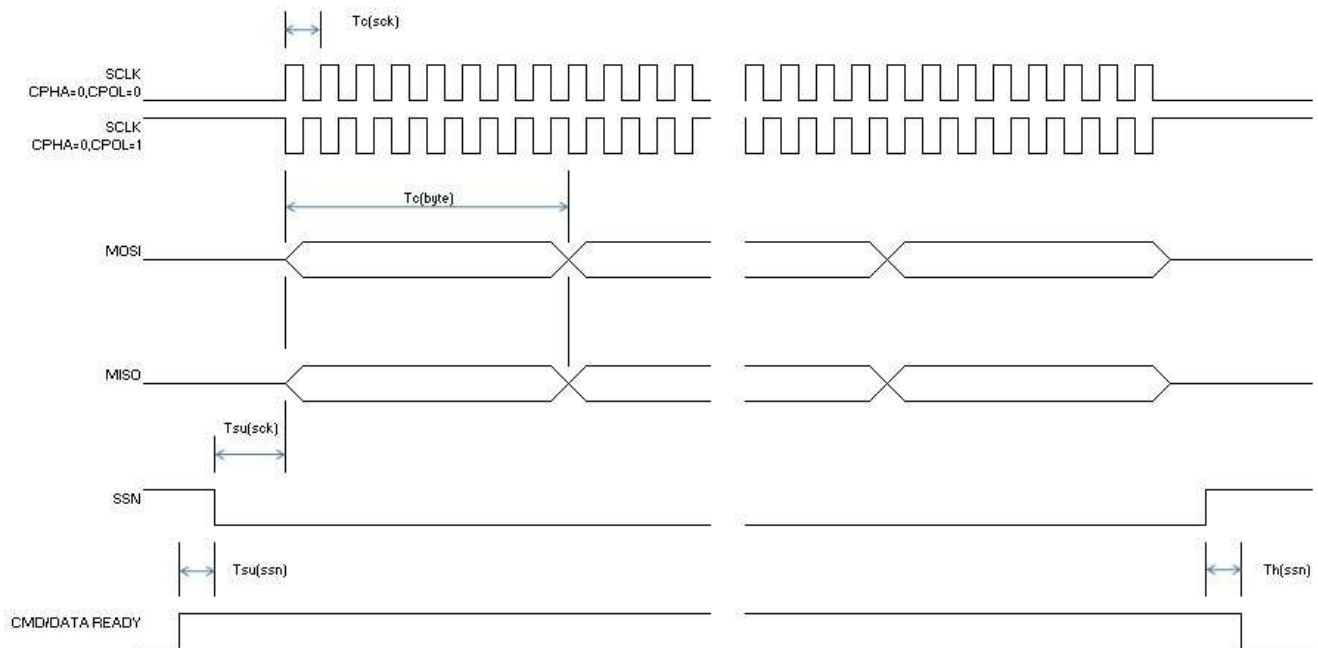 Tc(sck)
SCLK
CPHA=0,CPOL=0
SCLK
CPHA=0,CPOL=1
Tc(byte)
MOSI
MISO
Tsu(sck)
SSN
Tsu(ssn)
Th(ssn)
CMD/DATA READY